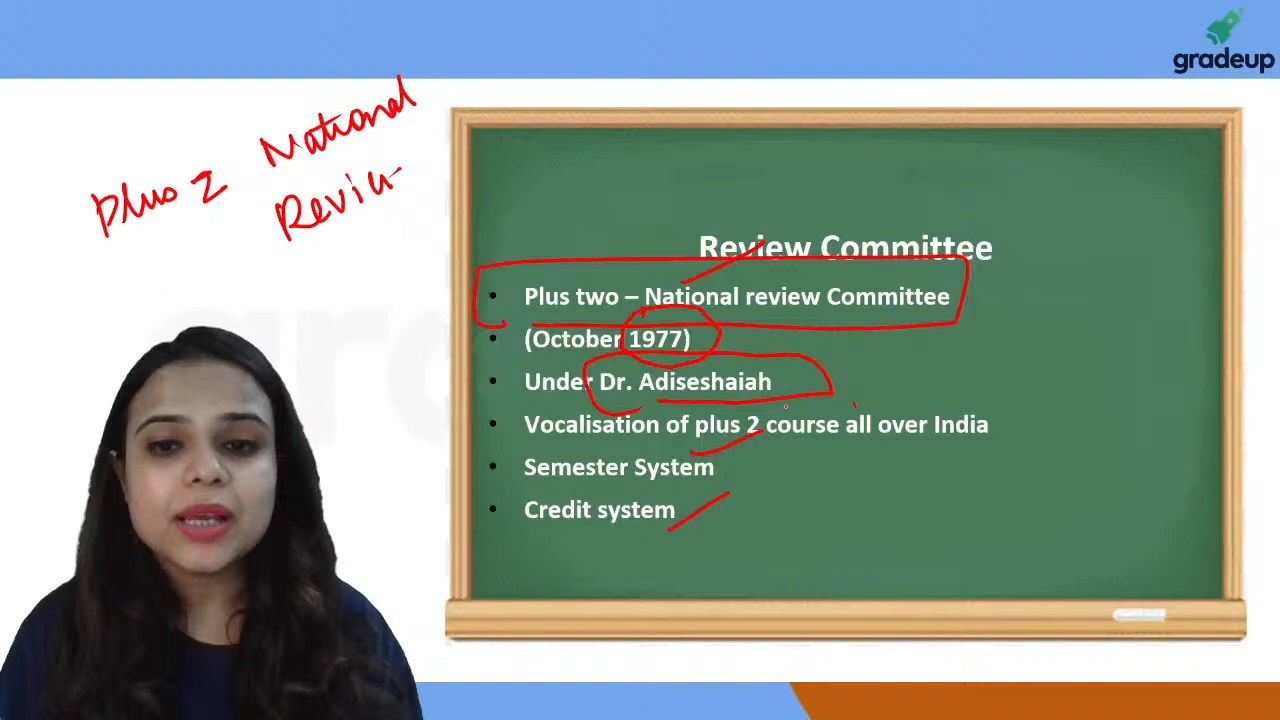 gradeup
plus 2 National
Review
Review Committee
• Plus two – National review Committee
• (October 1977)
• Under Dr. Adiseshaiah
• Vocalisation of plus 2 course all over India
• Semester System
• Credit system